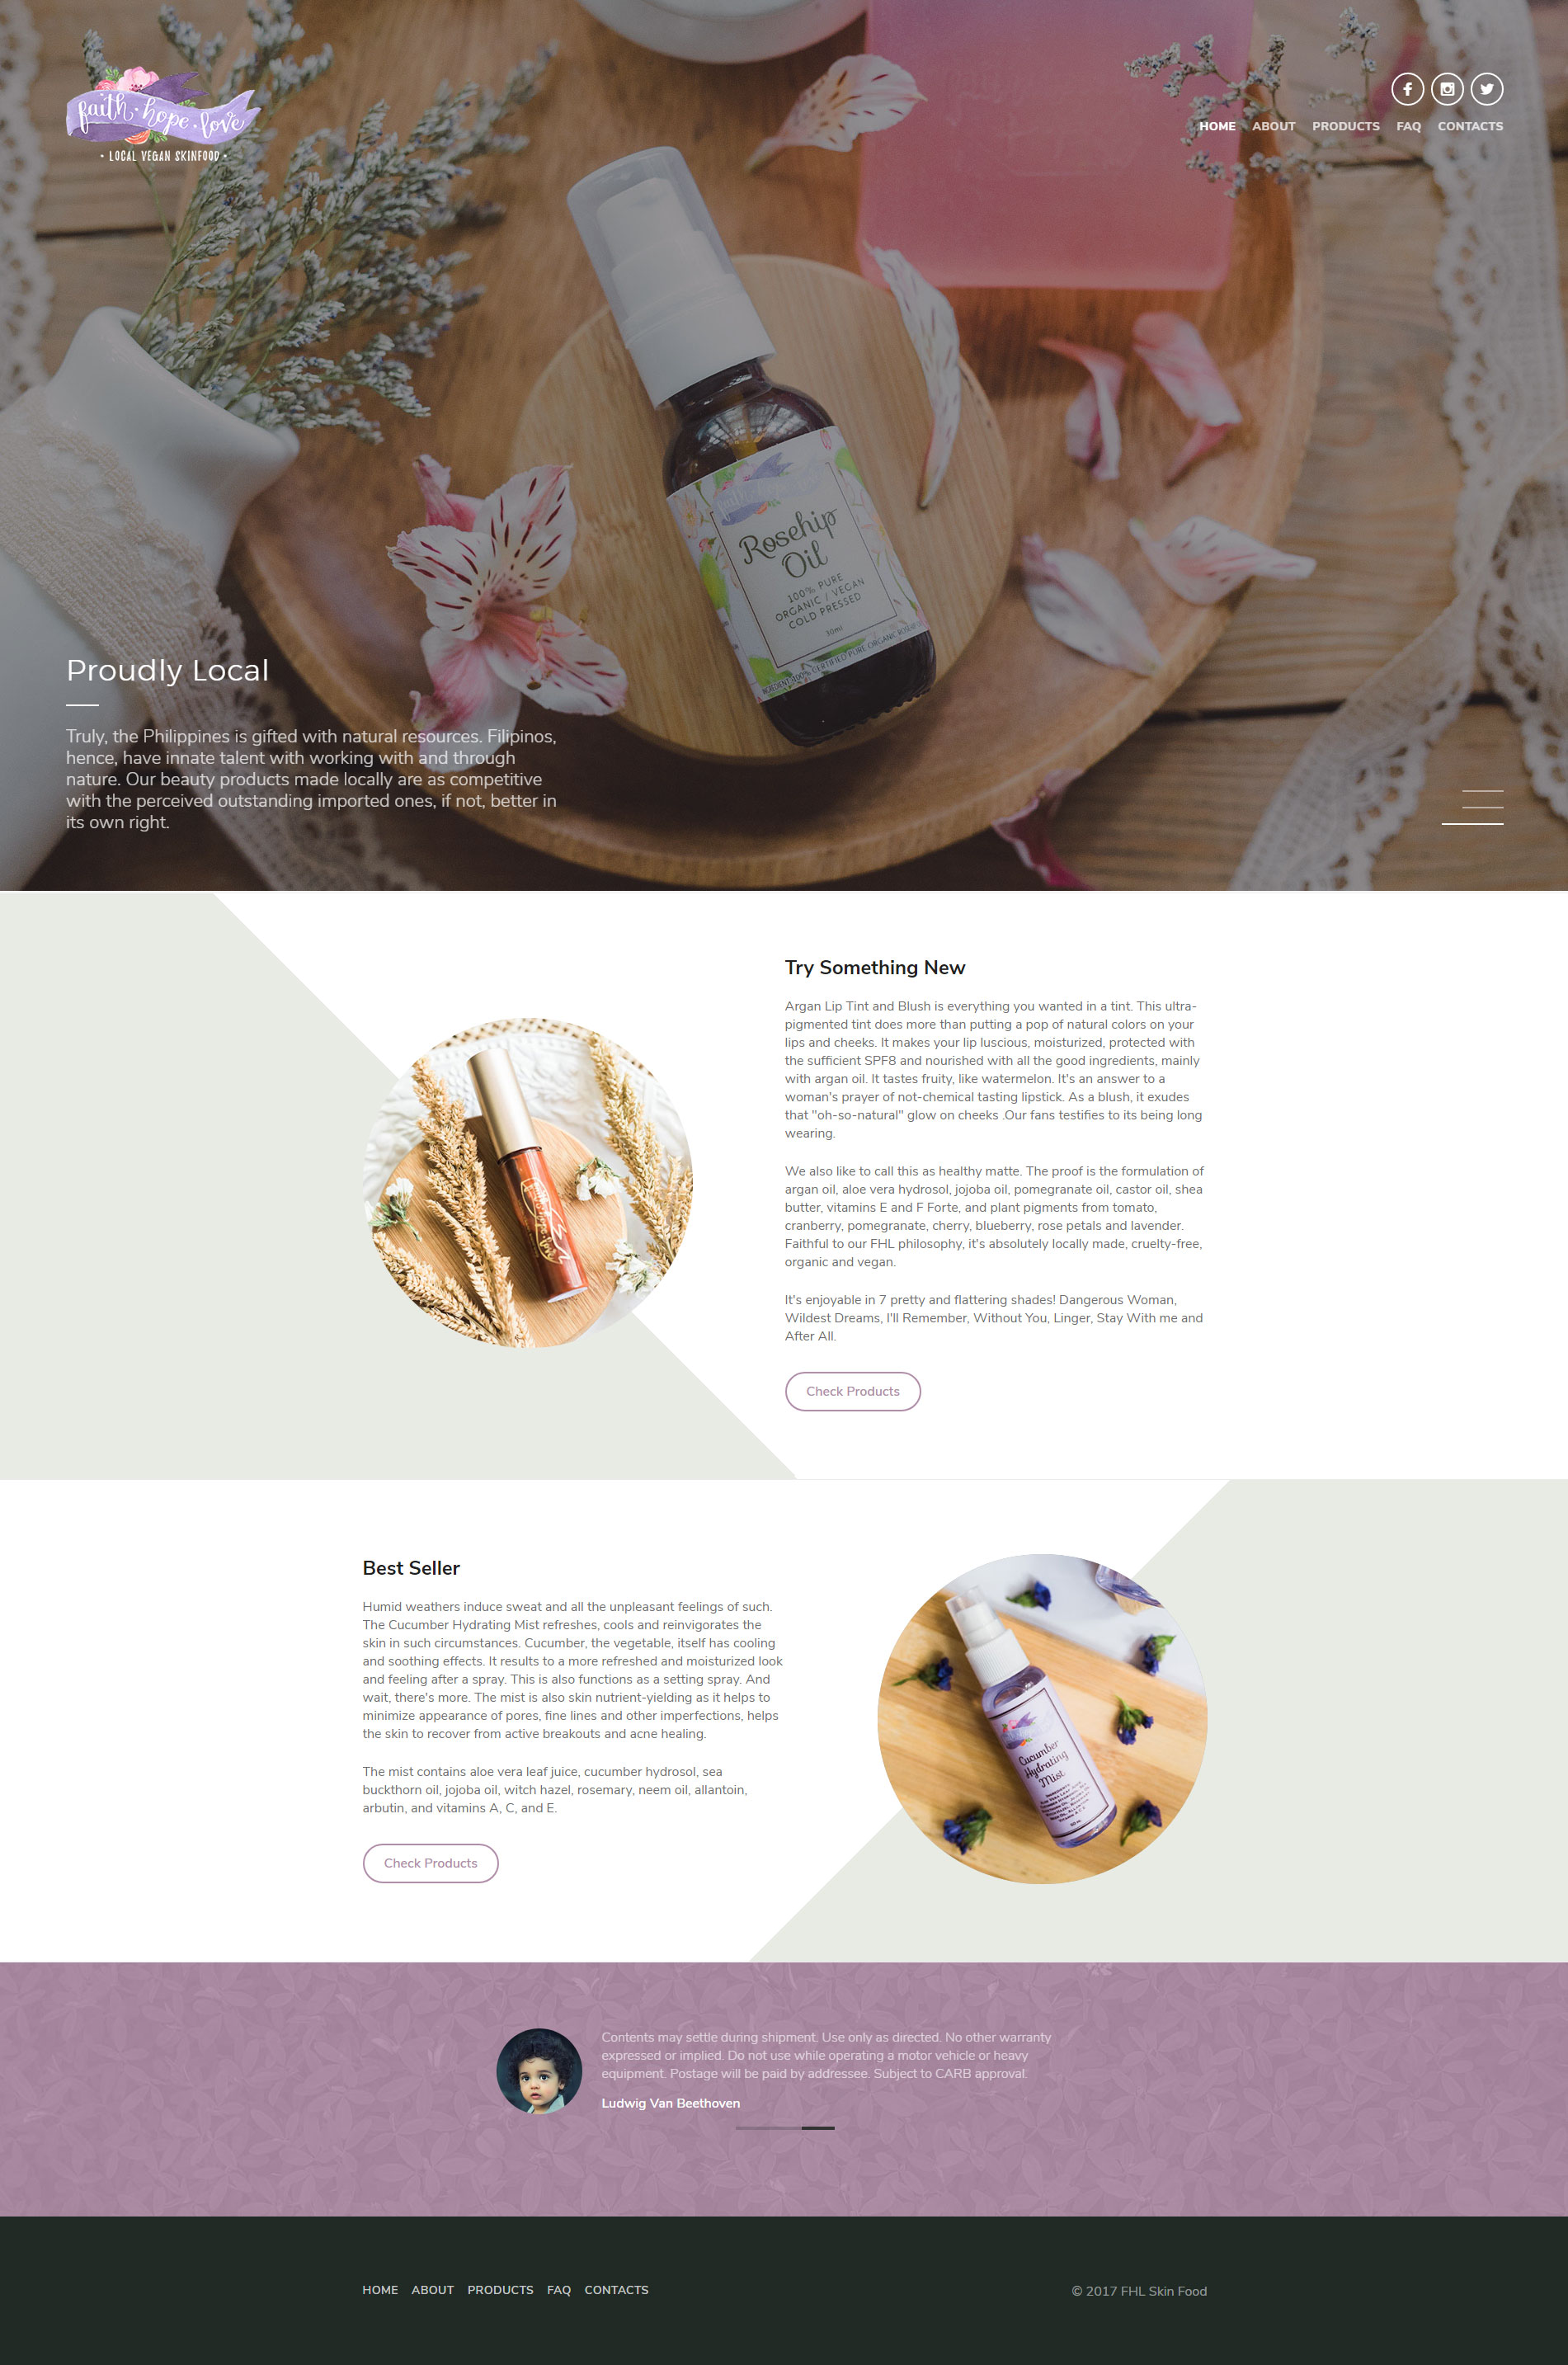 faith · hope · love
• LOCAL VEGAN SKINFOOD •
HOME ABOUT PRODUCTS FAQ CONTACTS
Rosehip
Oil
100% PURE
ORGANIC / VEGAN
COLD PRESSED
30ml
Proudly Local
Truly, the Philippines is gifted with natural resources. Filipinos,
hence, have innate talent with working with and through
nature. Our beauty products made locally are as competitive
with the perceived outstanding imported ones, if not, better in
its own right.
Try Something New
Argan Lip Tint and Blush is everything you wanted in a tint. This ultra-
pigmented tint does more than putting a pop of natural colors on your
lips and cheeks. It makes your lip luscious, moisturized, protected with
the sufficient SPF8 and nourished with all the good ingredients, mainly
with argan oil. It tastes fruity, like watermelon. It's an answer to a
woman's prayer of not-chemical tasting lipstick. As a blush, it exudes
that "oh-so-natural" glow on cheeks .Our fans testifies to its being long
wearing.
We also like to call this as healthy matte. The proof is the formulation of
argan oil, aloe vera hydrosol, jojoba oil, pomegranate oil, castor oil, shea
butter, vitamins E and F Forte, and plant pigments from tomato,
cranberry, pomegranate, cherry, blueberry, rose petals and lavender.
Faithful to our FHL philosophy, it's absolutely locally made, cruelty-free,
organic and vegan.
It's enjoyable in 7 pretty and flattering shades! Dangerous Woman,
Wildest Dreams, I'll Remember, Without You, Linger, Stay With me and
After All.
Check Products
Best Seller
Humid weathers induce sweat and all the unpleasant feelings of such.
The Cucumber Hydrating Mist refreshes, cools and reinvigorates the
skin in such circumstances. Cucumber, the vegetable, itself has cooling
and soothing effects. It results to a more refreshed and moisturized look
and feeling after a spray. This is also functions as a setting spray. And
wait, there's more. The mist is also skin nutrient-yielding as it helps to
minimize appearance of pores, fine lines and other imperfections, helps
the skin to recover from active breakouts and acne healing.
The mist contains aloe vera leaf juice, cucumber hydrosol, sea
buckthorn oil, jojoba oil, witch hazel, rosemary, neem oil, allantoin,
arbutin, and vitamins A, C, and E.
Check Products
Cucumber
Hydrating
Mist
Contents may settle during shipment. Use only as directed. No other warranty
expressed or implied. Do not use while operating a motor vehicle or heavy
equipment. Postage will be paid by addressee. Subject to CARB approval.
Ludwig Van Beethoven
HOME ABOUT PRODUCTS FAQ CONTACTS
© 2017 FHL Skin Food